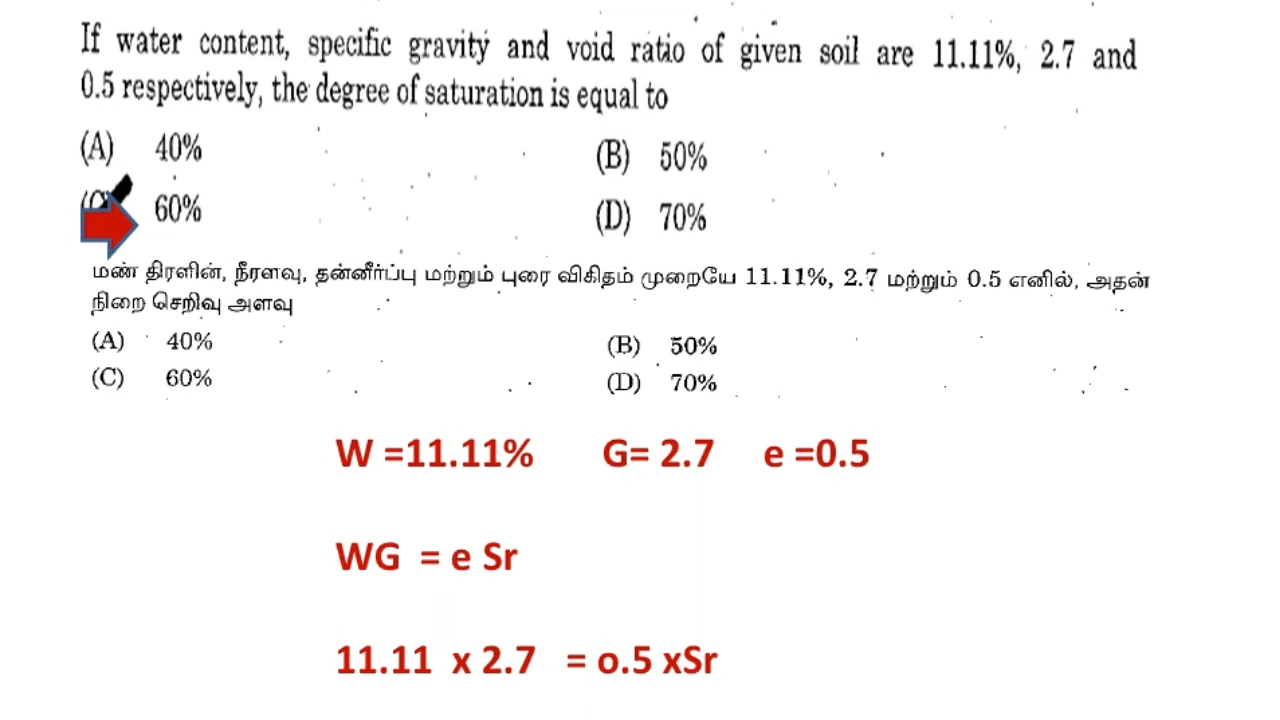 If water content, specific gravity and void ratio of given soil are 11.11%, 2.7 and
0.5 respectively, the degree of saturation is equal to
(A) 40% (B) 50%
60% (D) 70%
மண் திரளின், நீரளவு, தன்னீர்ப்பு மற்றும் புரை விகிதம் முறையே 11.11%, 2.7 மற்றும் 0.5 எனில், அதன்
நிறை செறிவு அளவு
(A) 40% (B) 50%
(C) 60% (D) 70%
W =11.11% G= 2.7 e =0.5
WG = e Sr
11.11 x 2.7 = o.5 xSr